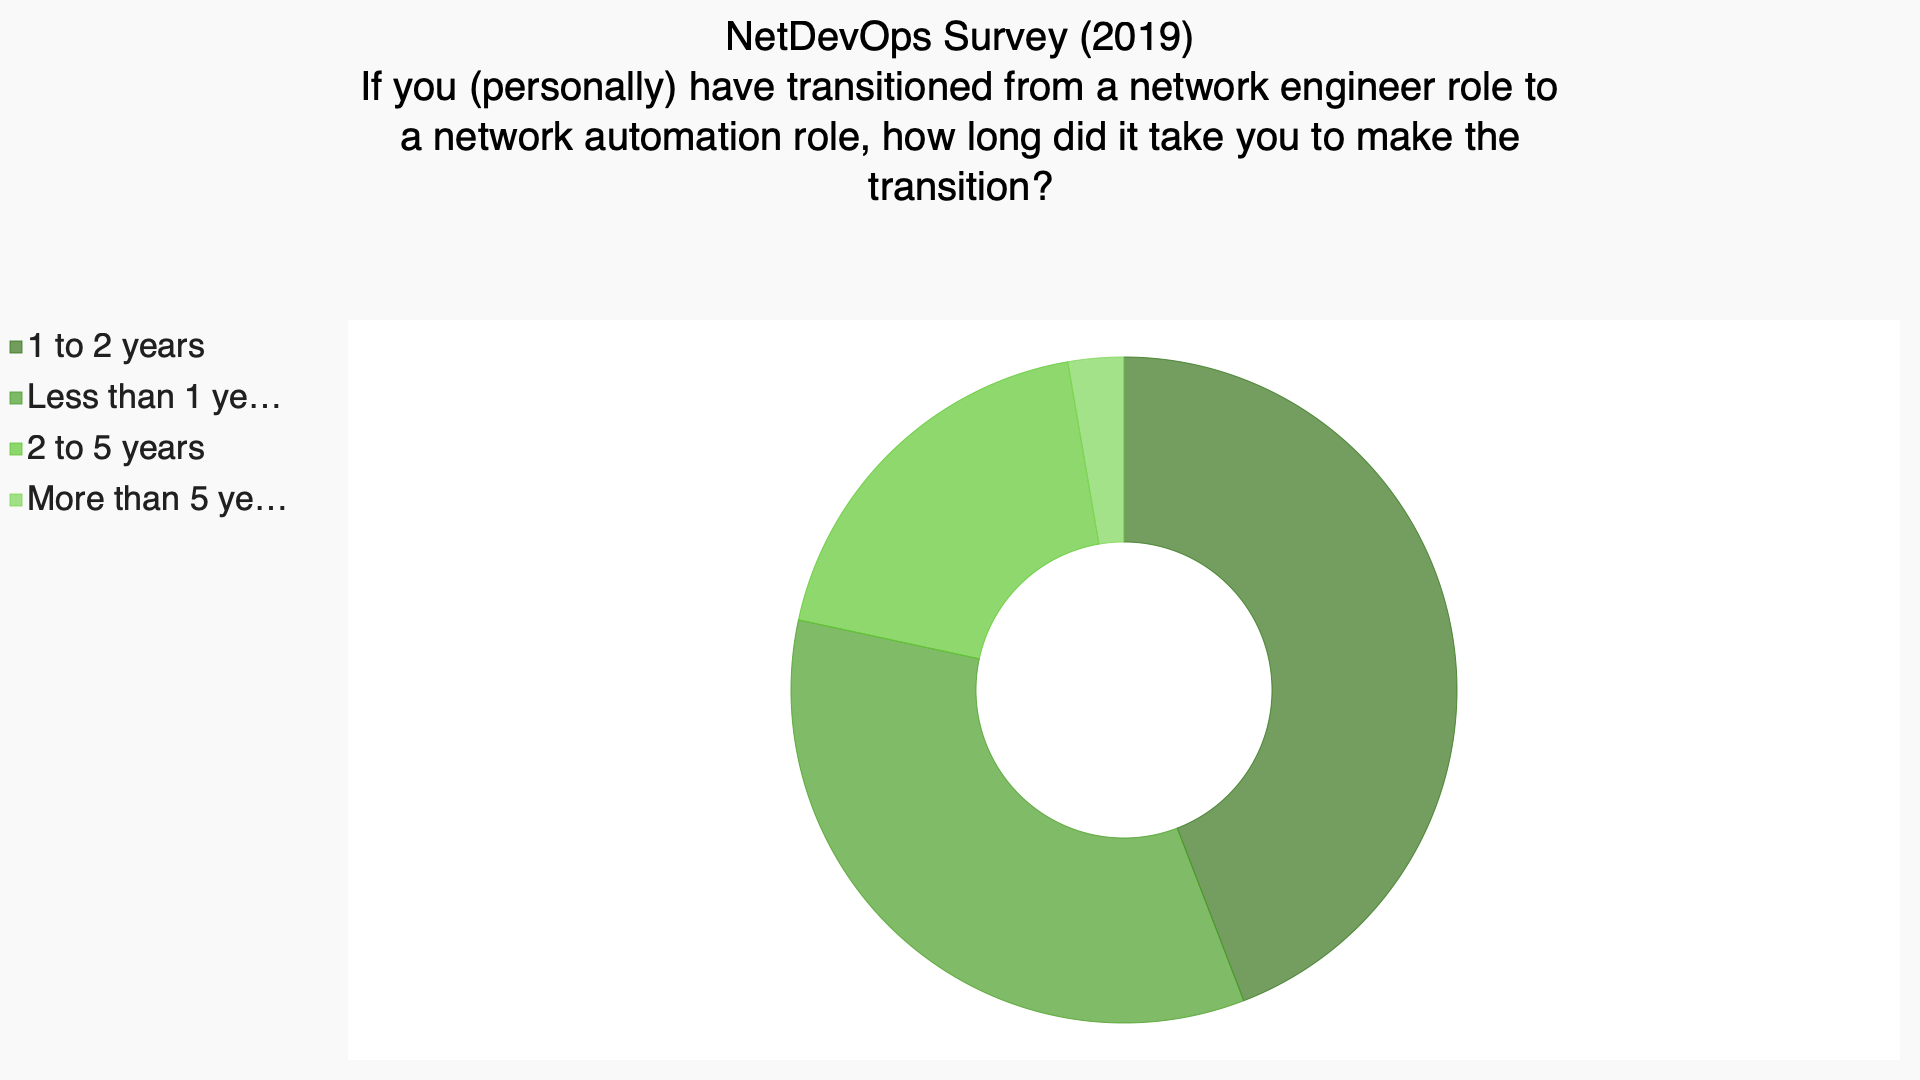 NetDevOps Survey (2019)
If you (personally) have transitioned from a network engineer role to
a network automation role, how long did it take you to make the
transition?
1 to 2 years
Less than 1 ye…
2 to 5 years
More than 5 ye…